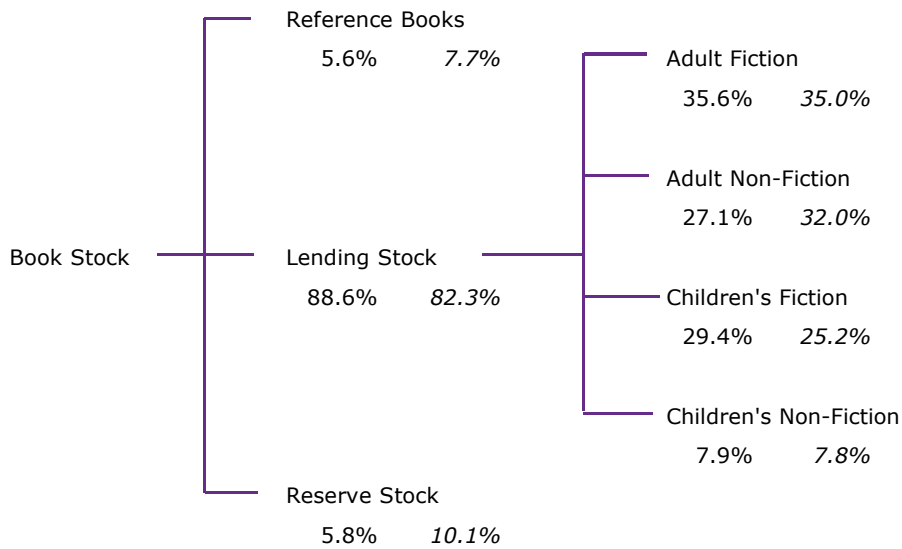 Reference Books
5.6% 7.7%
Adult Fiction
35.6% 35.0%
Adult Non-Fiction
27.1% 32.0%
Book Stock
Lending Stock
88.6% 82.3%
Children's Fiction
29.4% 25.2%
Children's Non-Fiction
7.9% 7.8%
Reserve Stock
5.8% 10.1%